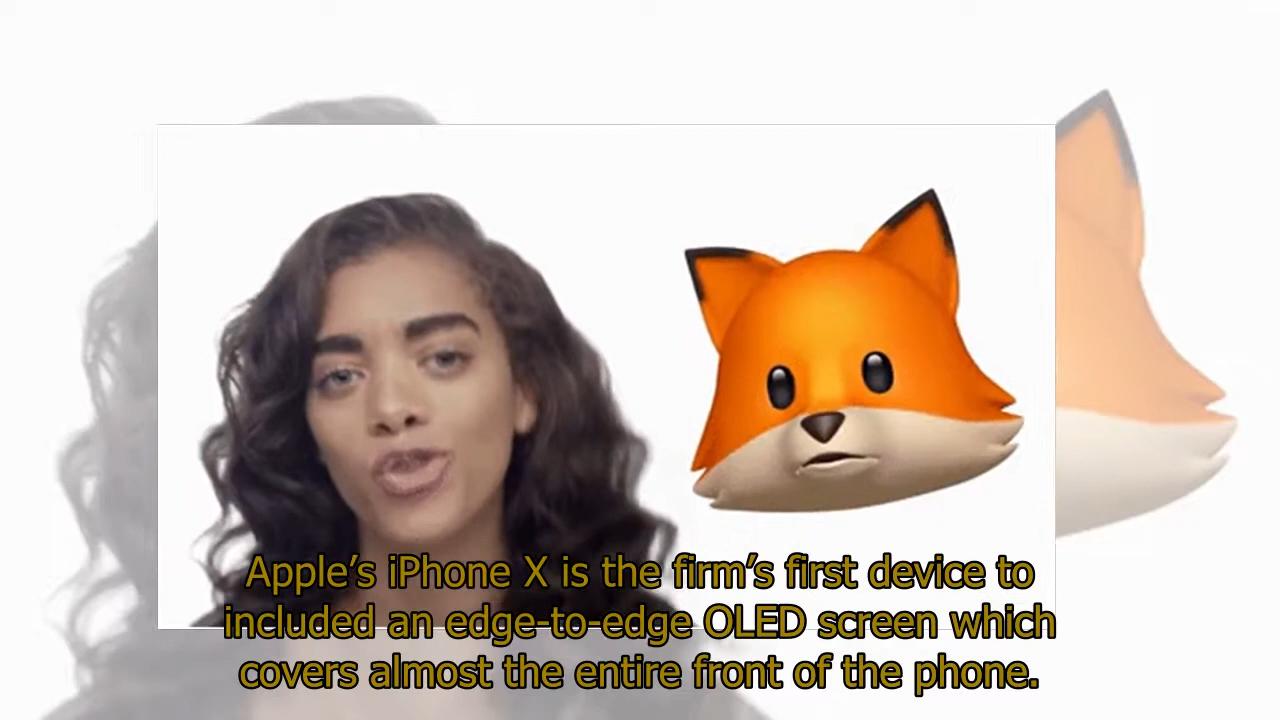 Apple’s iPhone X is the firm’s first device to
included an edge-to-edge OLED screen which
covers almost the entire front of the phone.